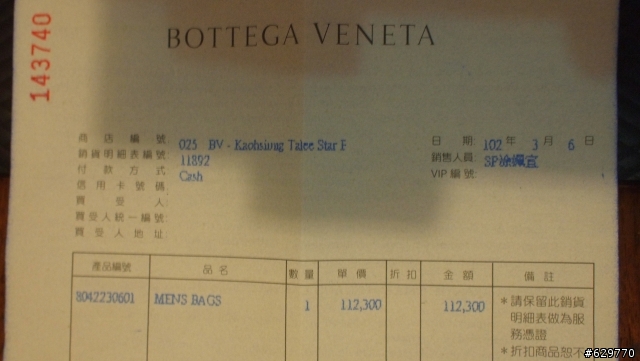 143740
BOTTEGA VENETA
商店編號: 025 BV - Kaohsiung Talee Star P
日期 102年 3月 6日
銷貨明細表編號: 11892
銷售人員: SP
付款方式: Cash
VIP 編號:
信用卡號碼:
買受人:
買受人統一編號:
買受人地址:
產品編號 品名 數量 單價 折扣 金額 備註
8042230601 MENS BAGS 1 112,300 112,300 *請保留此銷貨
明細表做為服
務憑證
*折扣商品恕不
#629770